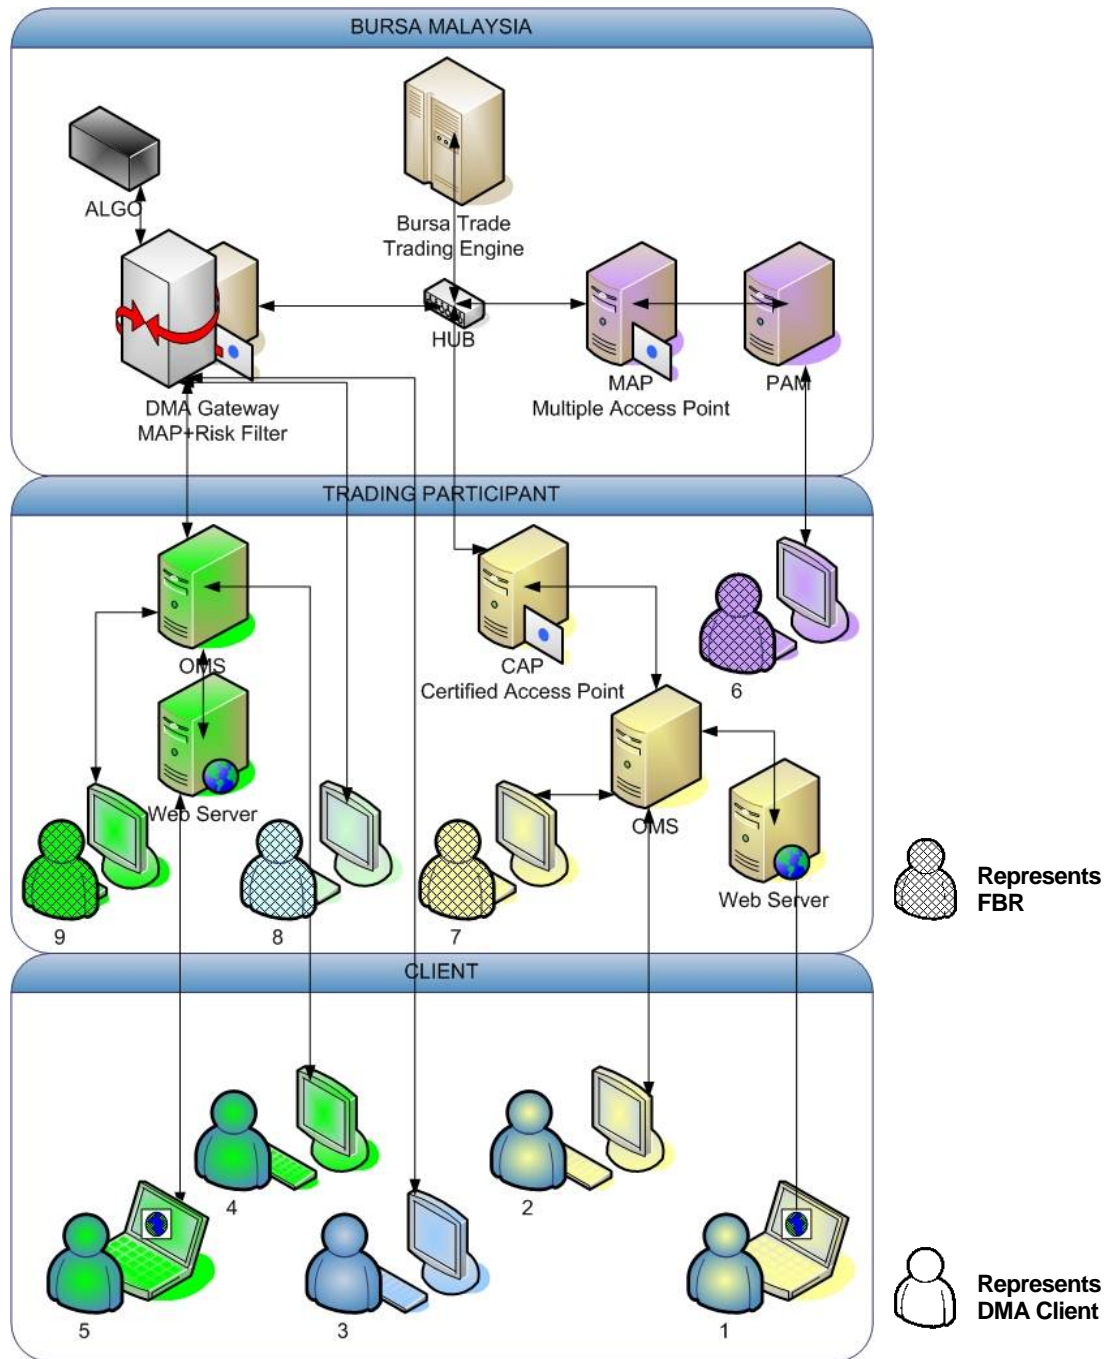 BURSA MALAYSIA
ALGO
Bursa Trade
Trading Engine
HUB
MAP
Multiple Access Point
PAM
DMA Gateway
MAP+Risk Filter
TRADING PARTICIPANT
OMS
CAP
Certified Access Point
6
Web Server
OMS
Web Server
9
8
7
Represents
FBR
CLIENT
4
2
5
3
1
Represents
DMA Client